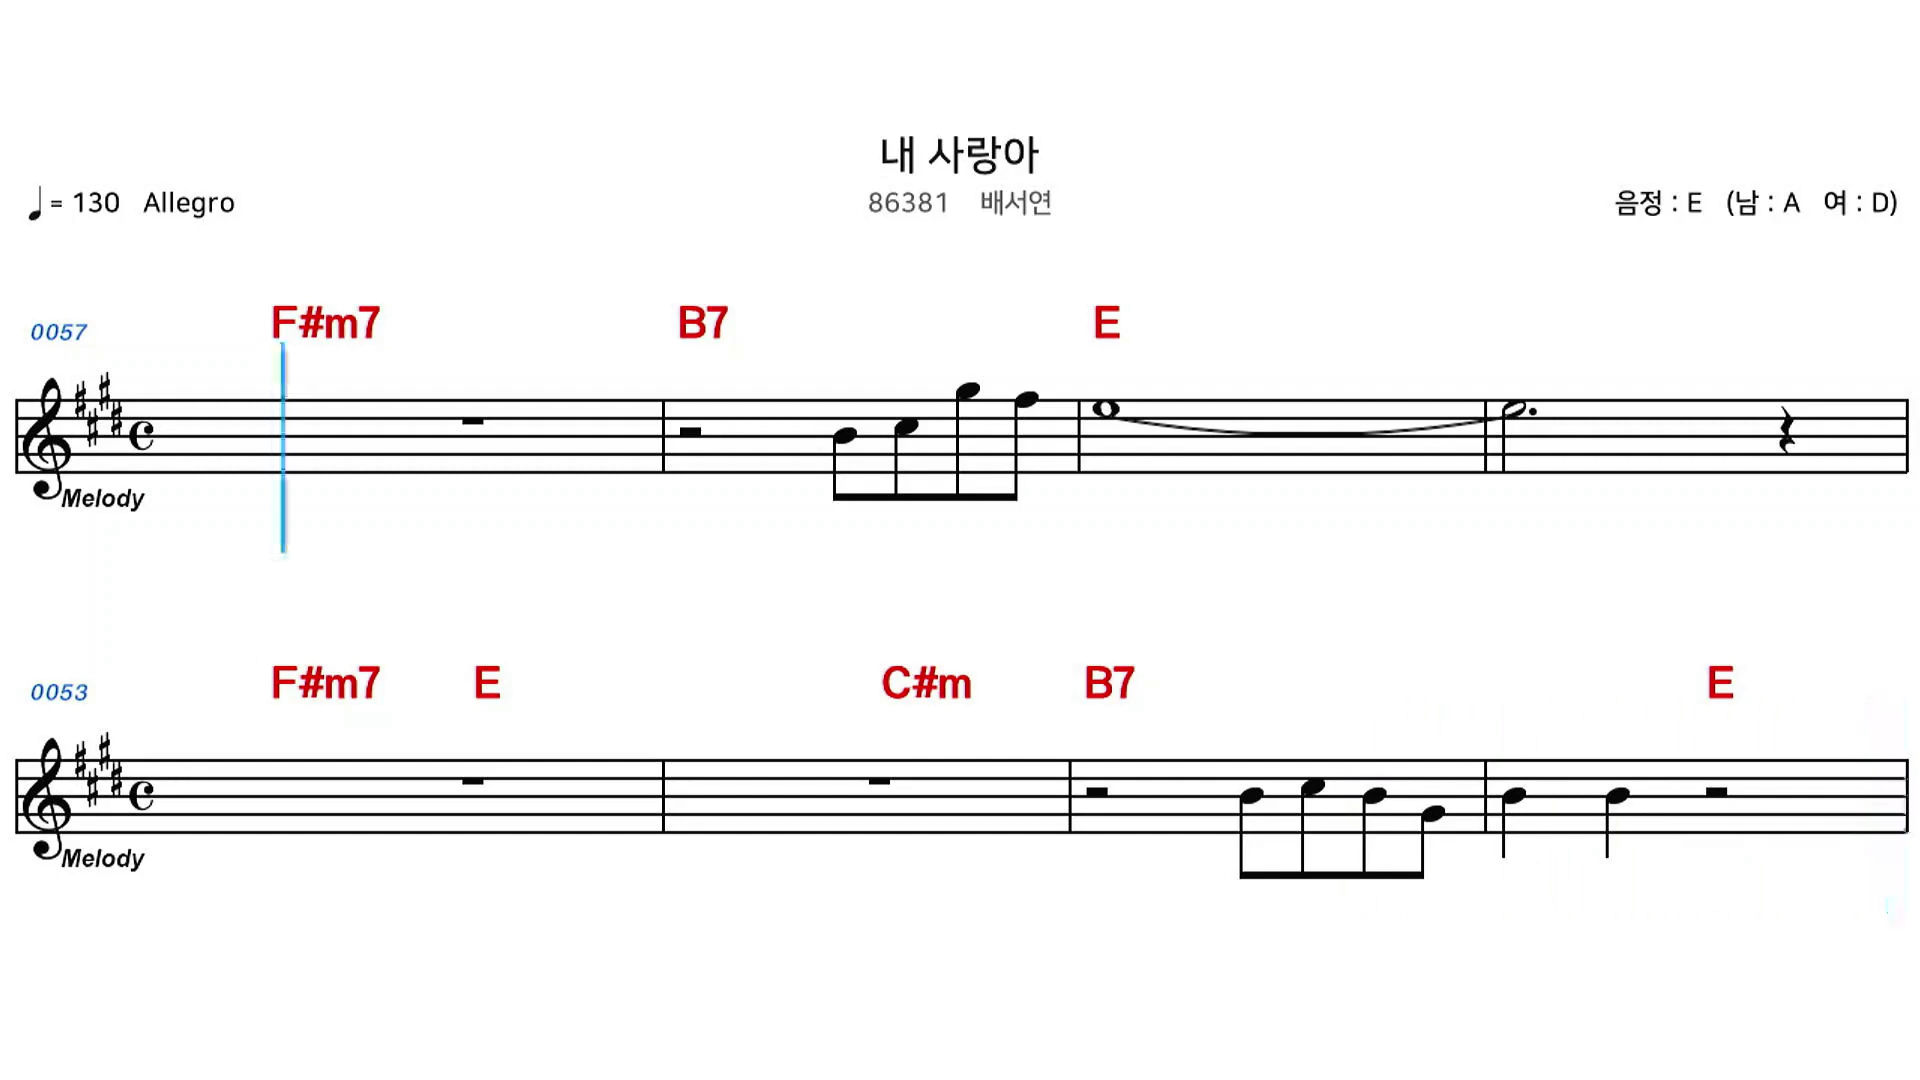 내 사랑아
♩= 130 Allegro
86381 배서연
음정 : E (남 : A 여 : D)
0057 F#m7 B7 E
Melody
0053 F#m7 E C#m B7 E
Melody